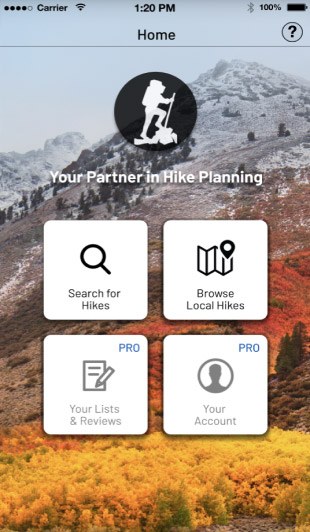 Carrier 1:20 PM 100%
Home ?
Your Partner in Hike Planning
Search for
Hikes
Browse
Local Hikes
PRO
Your Lists
& Reviews
PRO
Your
Account